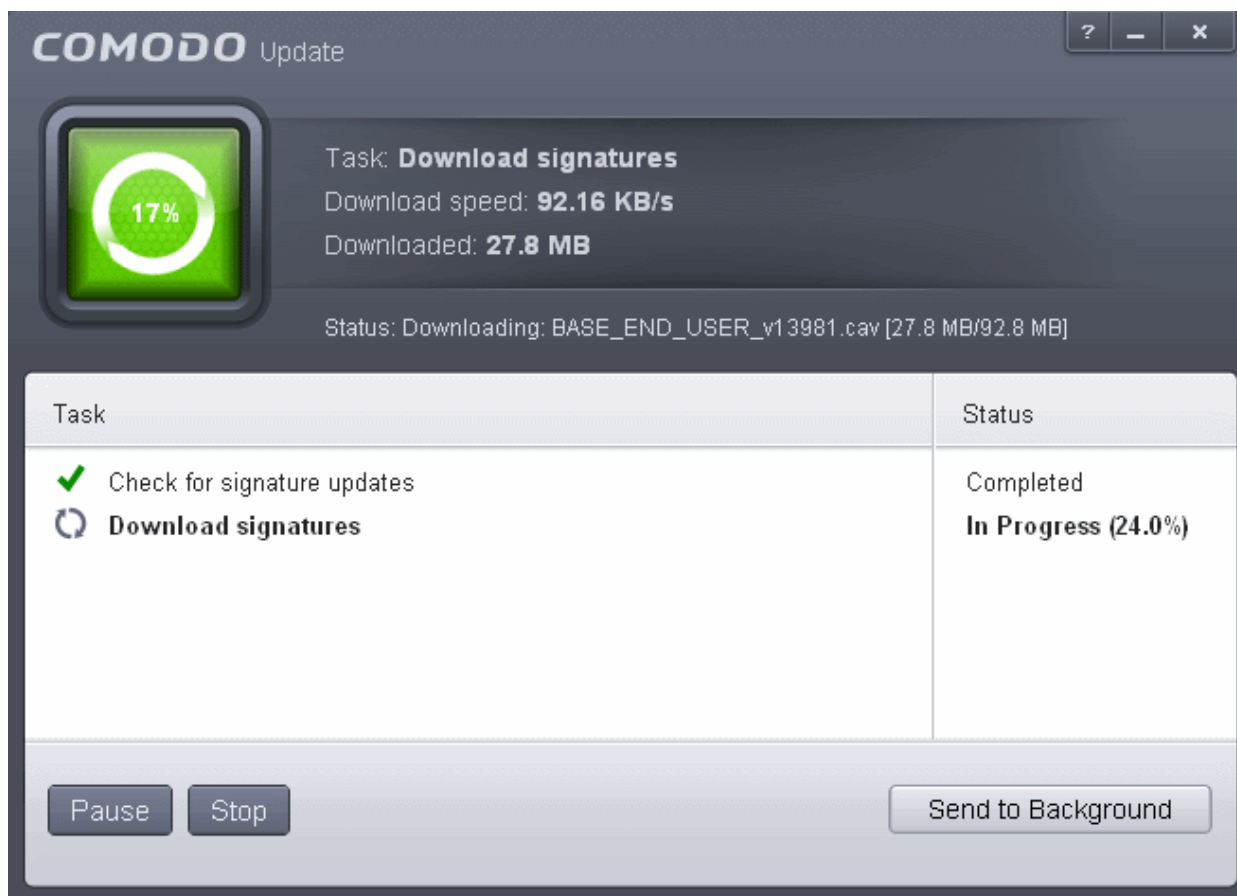 COMODO Update
? – ×
17%
Task: Download signatures
Download speed: 92.16 KB/s
Downloaded: 27.8 MB
Status: Downloading: BASE_END_USER_v13981.cav [27.8 MB/92.8 MB]
Task Status
Check for signature updates Completed
Download signatures In Progress (24.0%)
Pause Stop Send to Background